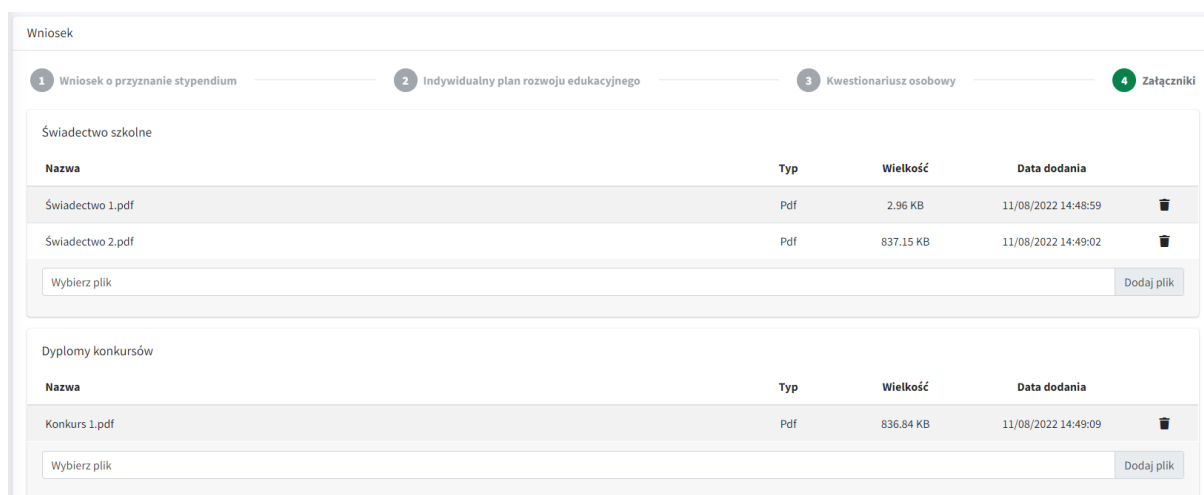 Wniosek
1 Wniosek o przyznanie stypendium 2 Indywidualny plan rozwoju edukacyjnego 3 Kwestionariusz osobowy 4 Załączniki
Świadectwo szkolne
Nazwa Typ Wielkość Data dodania
Świadectwo 1.pdf Pdf 2.96 KB 11/08/2022 14:48:59
Świadectwo 2.pdf Pdf 837.15 KB 11/08/2022 14:49:02
Wybierz plik Dodaj plik
Dyplomy konkursów
Nazwa Typ Wielkość Data dodania
Konkurs 1.pdf Pdf 836.84 KB 11/08/2022 14:49:09
Wybierz plik Dodaj plik